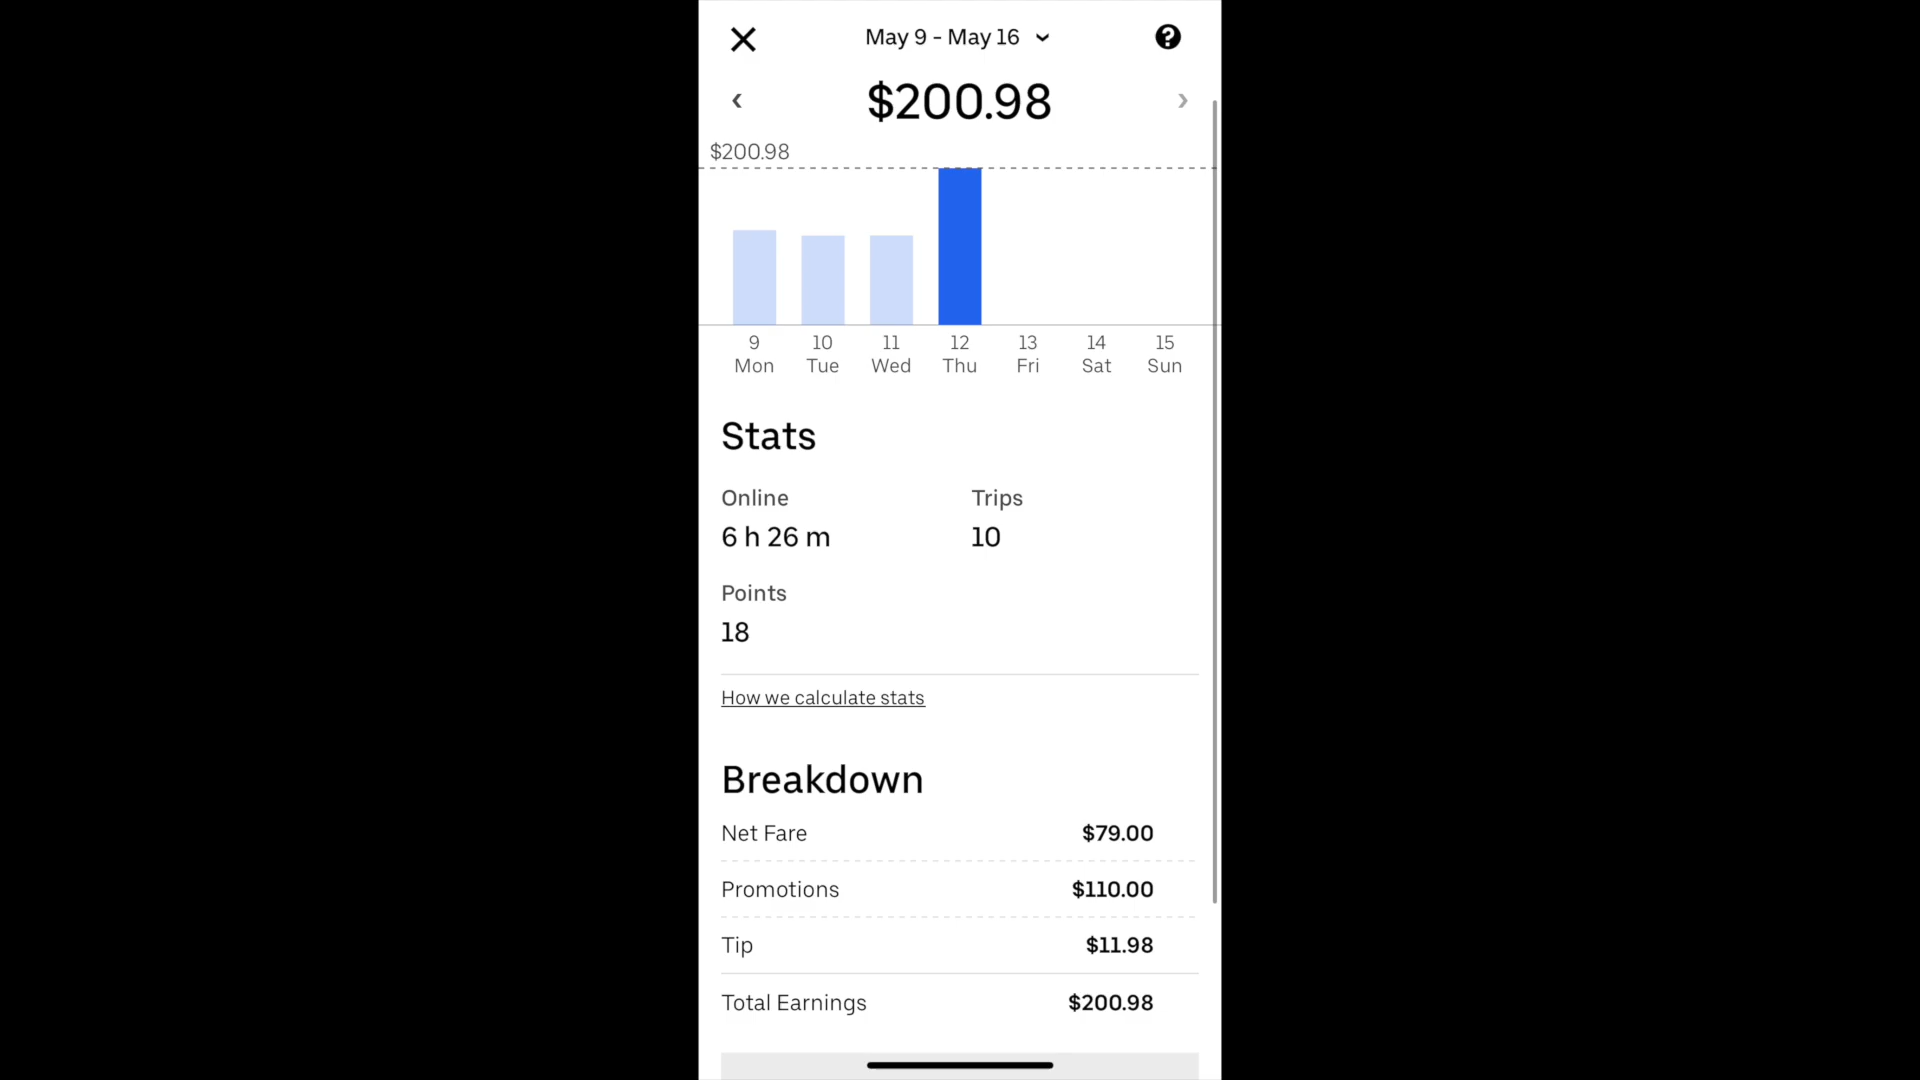 May 9 - May 16
$200.98
$200.98
9 10 11 12 13 14 15
Mon Tue Wed Thu Fri Sat Sun
Stats
Online Trips
6 h 26 m 10
Points
18
How we calculate stats
Breakdown
Net Fare $79.00
Promotions $110.00
Tip $11.98
Total Earnings $200.98